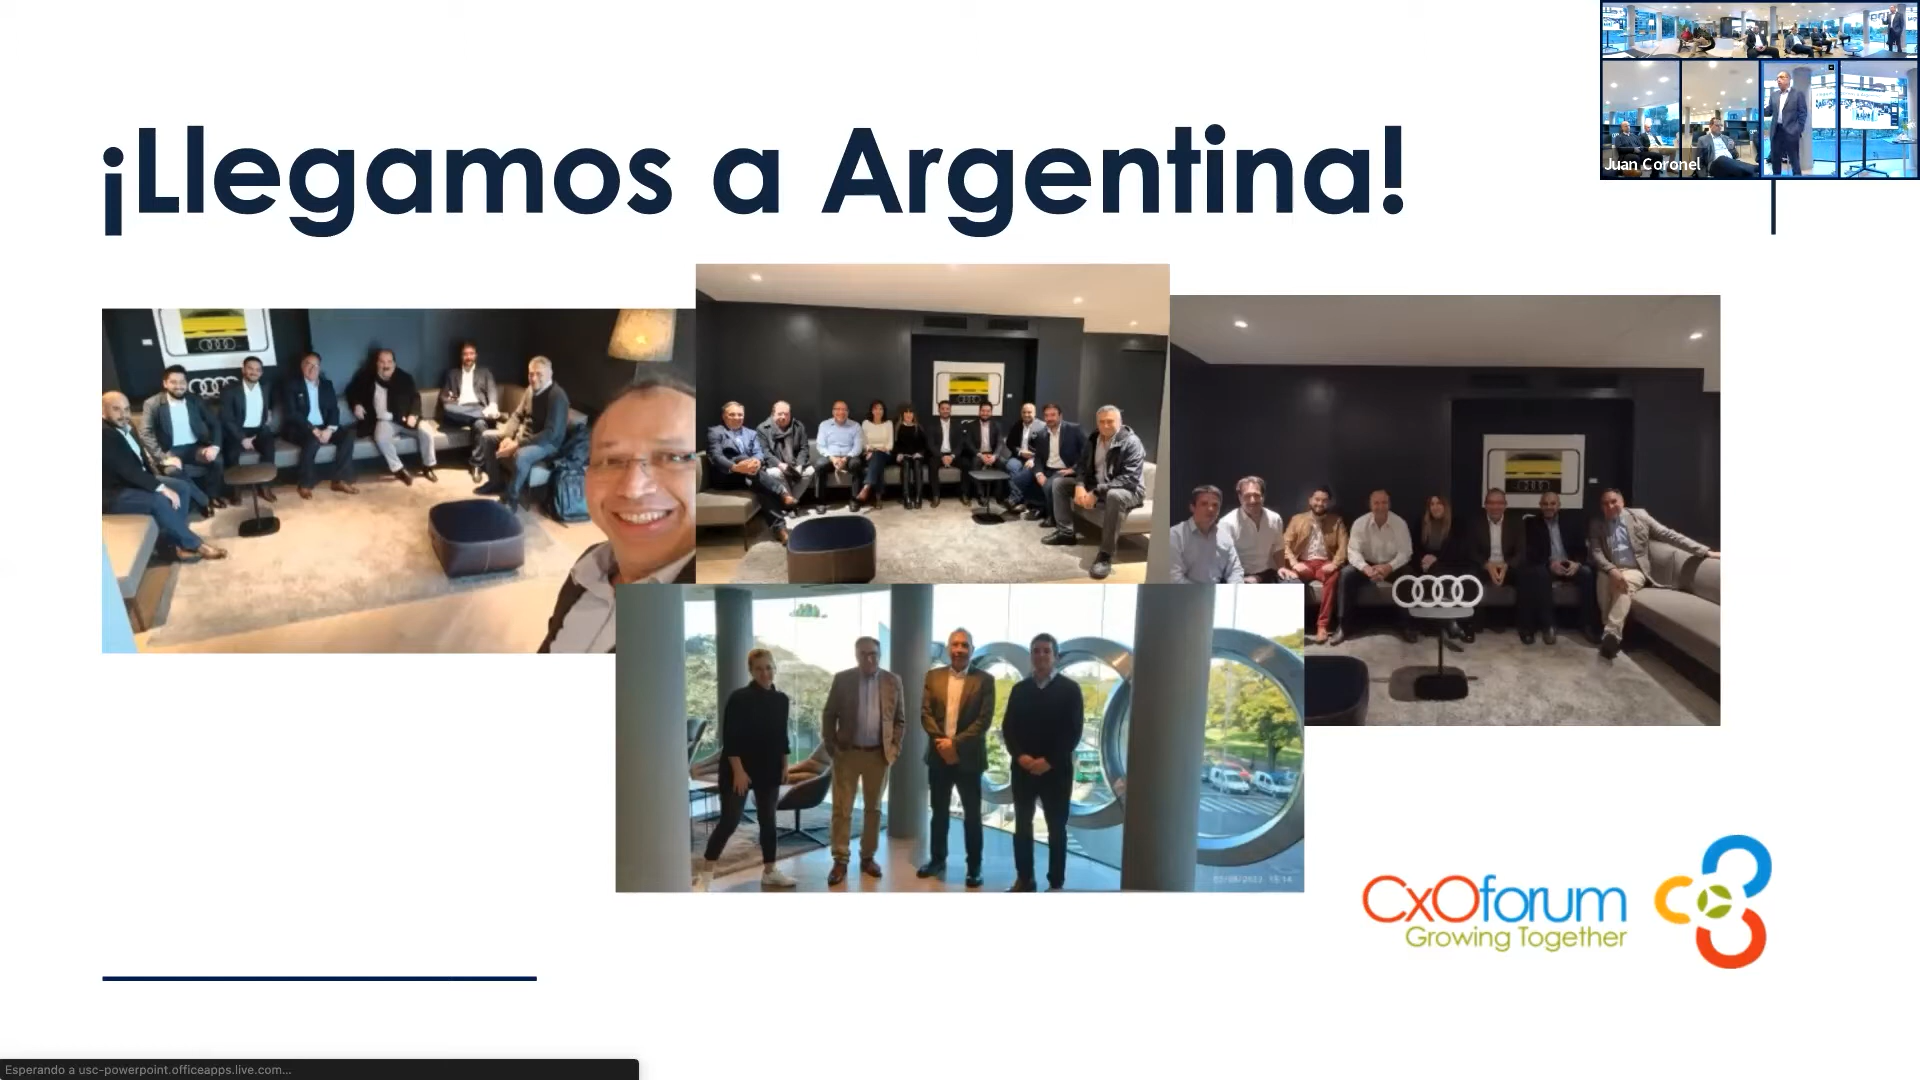 ¡Llegamos a Argentina!
Juan Coronel
CxOforum
Growing Together
Esperando a usc-powerpoint.officeapps.live.com...